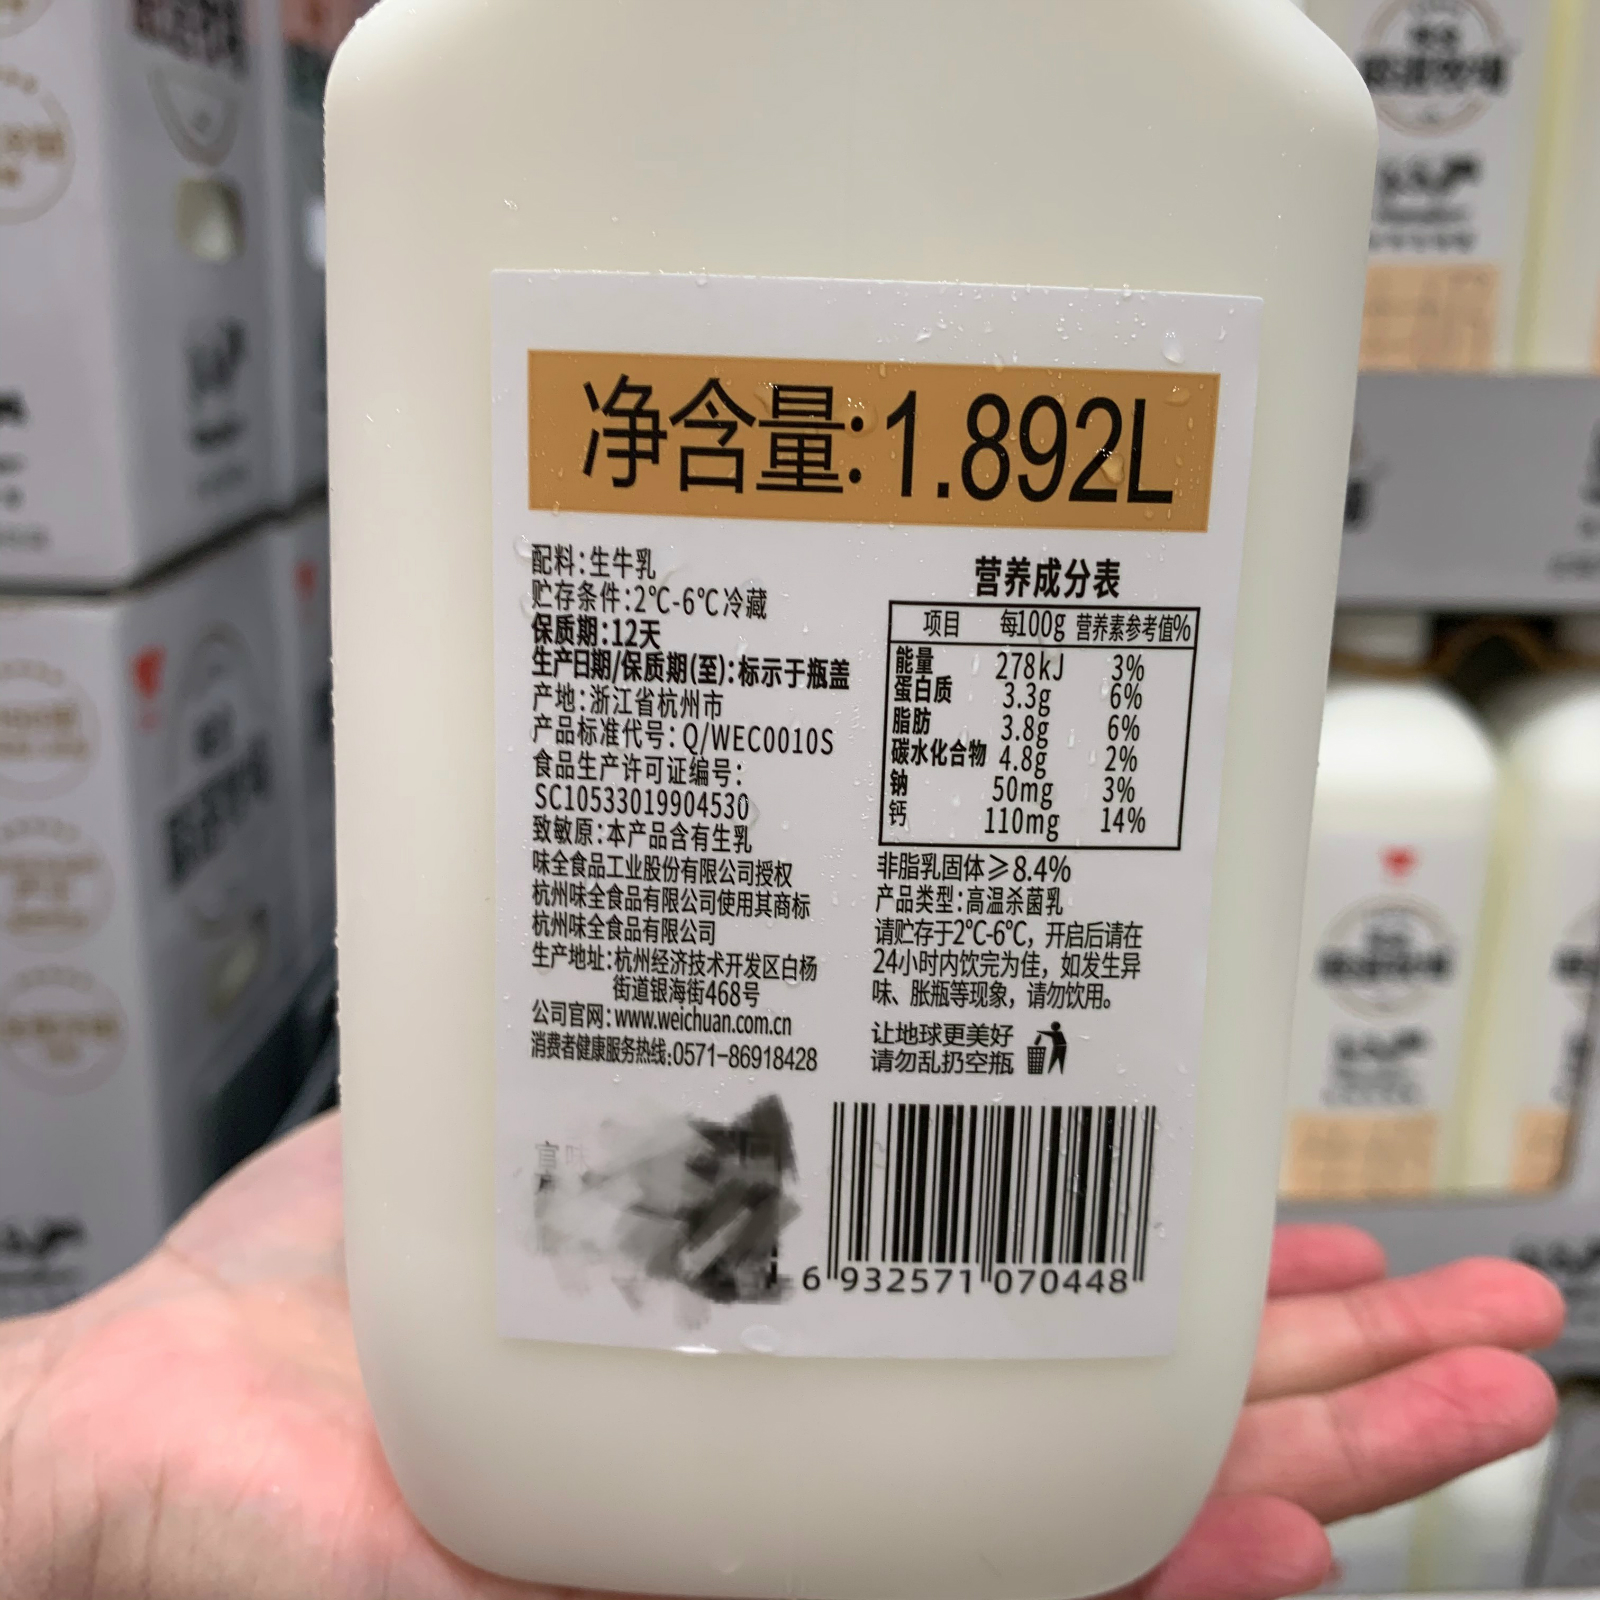 净含量:1.892L
配料:生牛乳
贮存条件:2℃-6℃冷藏
保质期:12天
生产日期/保质期(至):标示于瓶盖
产地:浙江省杭州市
产品标准代号:Q/WEC0010S
食品生产许可证编号:
SC10533019904530
致敏原:本产品含有生乳
味全食品工业股份有限公司授权
杭州味全食品有限公司使用其商标
杭州味全食品有限公司
生产地址:杭州经济技术开发区白杨
街道银海街468号
公司官网:www.weichuan.com.cn
消费者健康服务热线:0571-86918428
营养成分表
项目 每100g 营养素参考值%
能量 278kJ 3%
蛋白质 3.3g 6%
脂肪 3.8g 6%
碳水化合物 4.8g 2%
钠 50mg 3%
钙 110mg 14%
非脂乳固体≥8.4%
产品类型:高温杀菌乳
请贮存于2℃-6℃，开启后请在
24小时内饮完为佳，如发生异
味、胀瓶等现象，请勿饮用。
让地球更美好
请勿乱扔空瓶
6 932571 070448